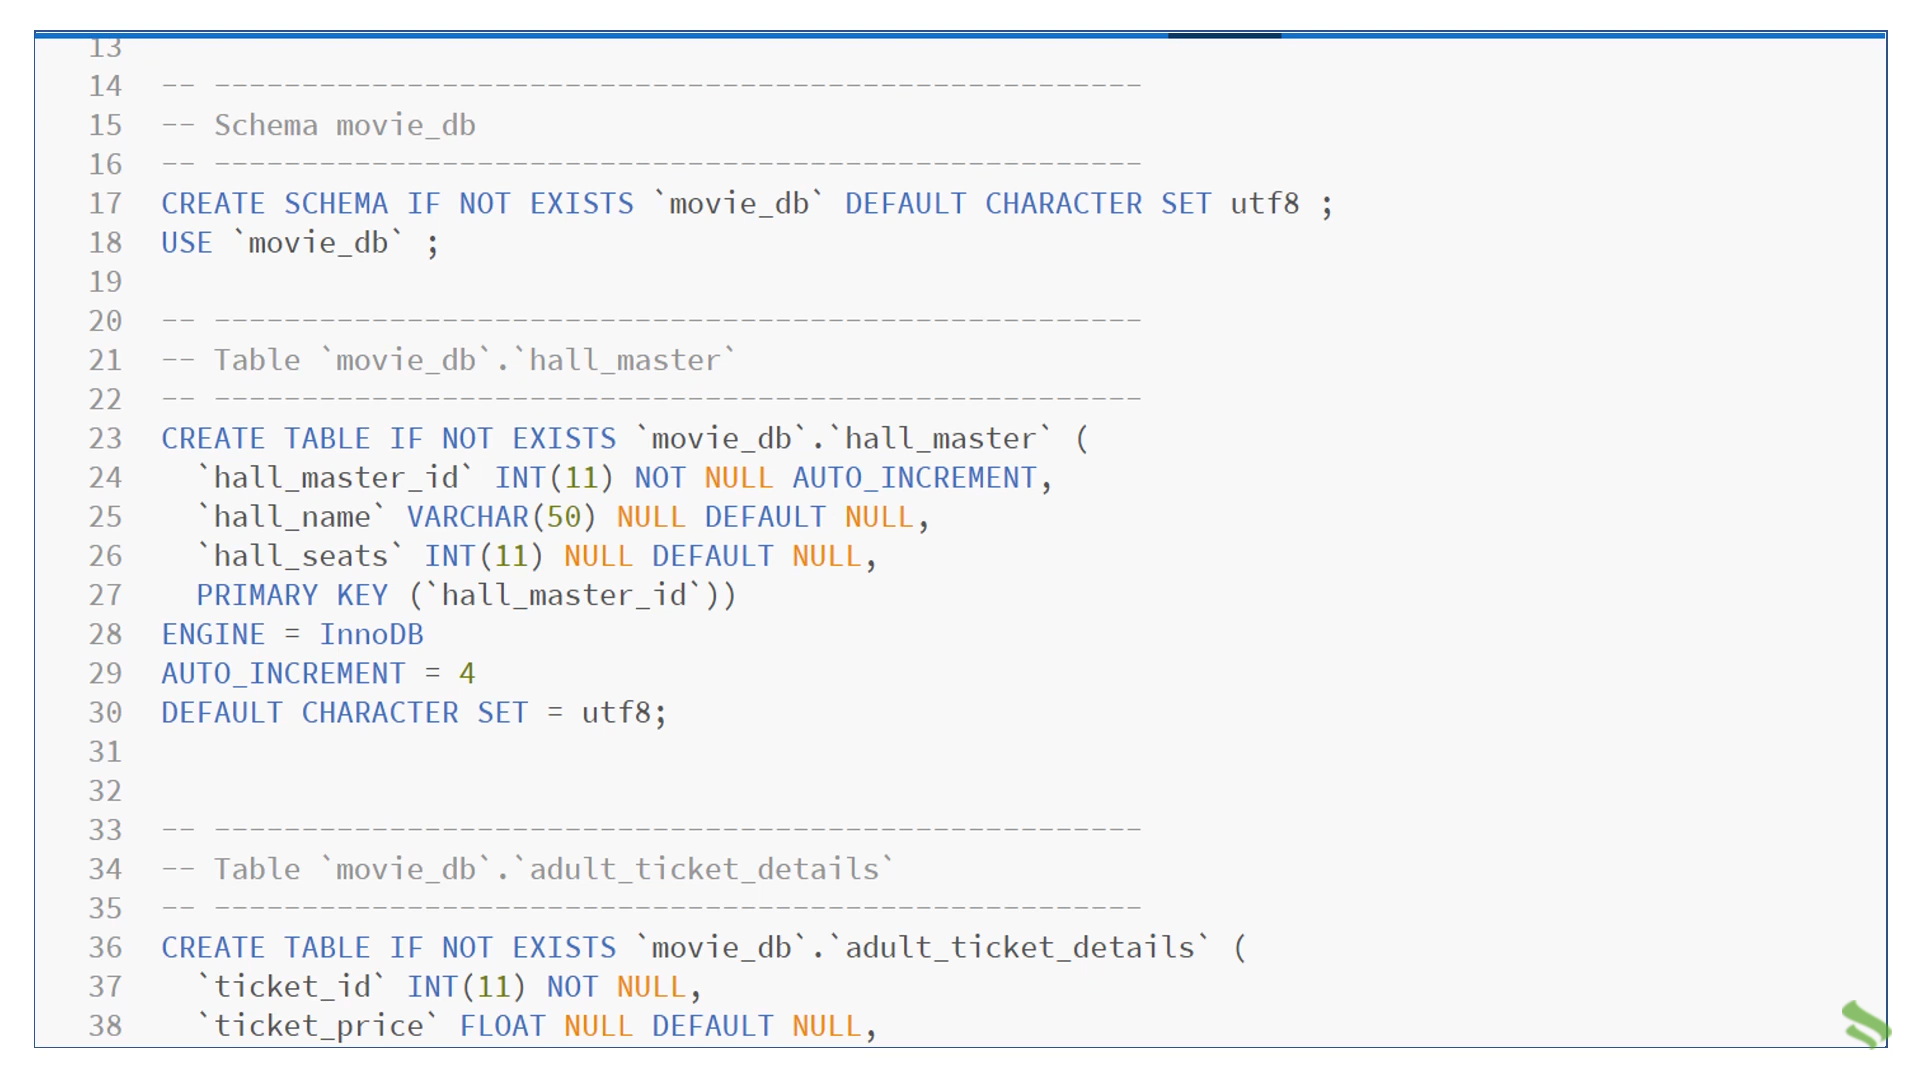 13
14 -- -----------------------------------------------------
15 -- Schema movie_db
16 -- -----------------------------------------------------
17 CREATE SCHEMA IF NOT EXISTS `movie_db` DEFAULT CHARACTER SET utf8 ;
18 USE `movie_db` ;
19
20 -- -----------------------------------------------------
21 -- Table `movie_db`.`hall_master`
22 -- -----------------------------------------------------
23 CREATE TABLE IF NOT EXISTS `movie_db`.`hall_master` (
24   `hall_master_id` INT(11) NOT NULL AUTO_INCREMENT,
25   `hall_name` VARCHAR(50) NULL DEFAULT NULL,
26   `hall_seats` INT(11) NULL DEFAULT NULL,
27   PRIMARY KEY (`hall_master_id`))
28 ENGINE = InnoDB
29 AUTO_INCREMENT = 4
30 DEFAULT CHARACTER SET = utf8;
31
32
33 -- -----------------------------------------------------
34 -- Table `movie_db`.`adult_ticket_details`
35 -- -----------------------------------------------------
36 CREATE TABLE IF NOT EXISTS `movie_db`.`adult_ticket_details` (
37   `ticket_id` INT(11) NOT NULL,
38   `ticket_price` FLOAT NULL DEFAULT NULL,